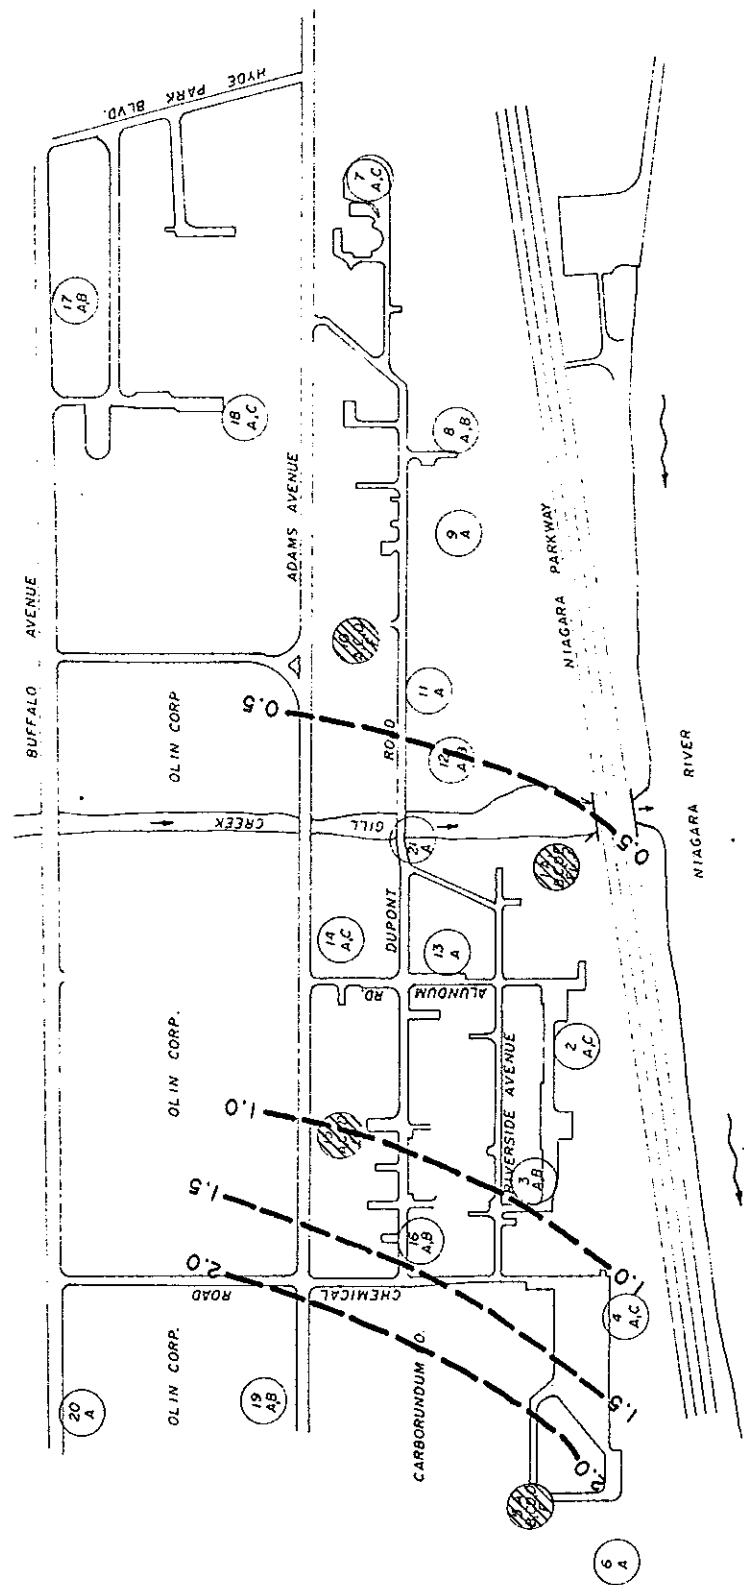 HYDE PARK BLVD.
BUFFALO AVENUE
ADAMS AVENUE
17
A,B
18
A,C
7
A,C
8
A,B
9
A
11
A
12
A,B
21
A
NIAGARA PARKWAY
NIAGARA RIVER
OLIN CORP
0.5
0.5
GILL CREEK
DUPONT ROAD
14
A,C
13
A
ALUNDUM RD.
2
A,C
RIVERSIDE AVENUE
3
A,B
OLIN CORP.
1.0
1.0
1.5
1.5
2.0
2.0
16
A,B
4
A,C
CHEMICAL ROAD
OLIN CORP.
19
A,B
20
A
CARBORUNDUM CO.
6
A